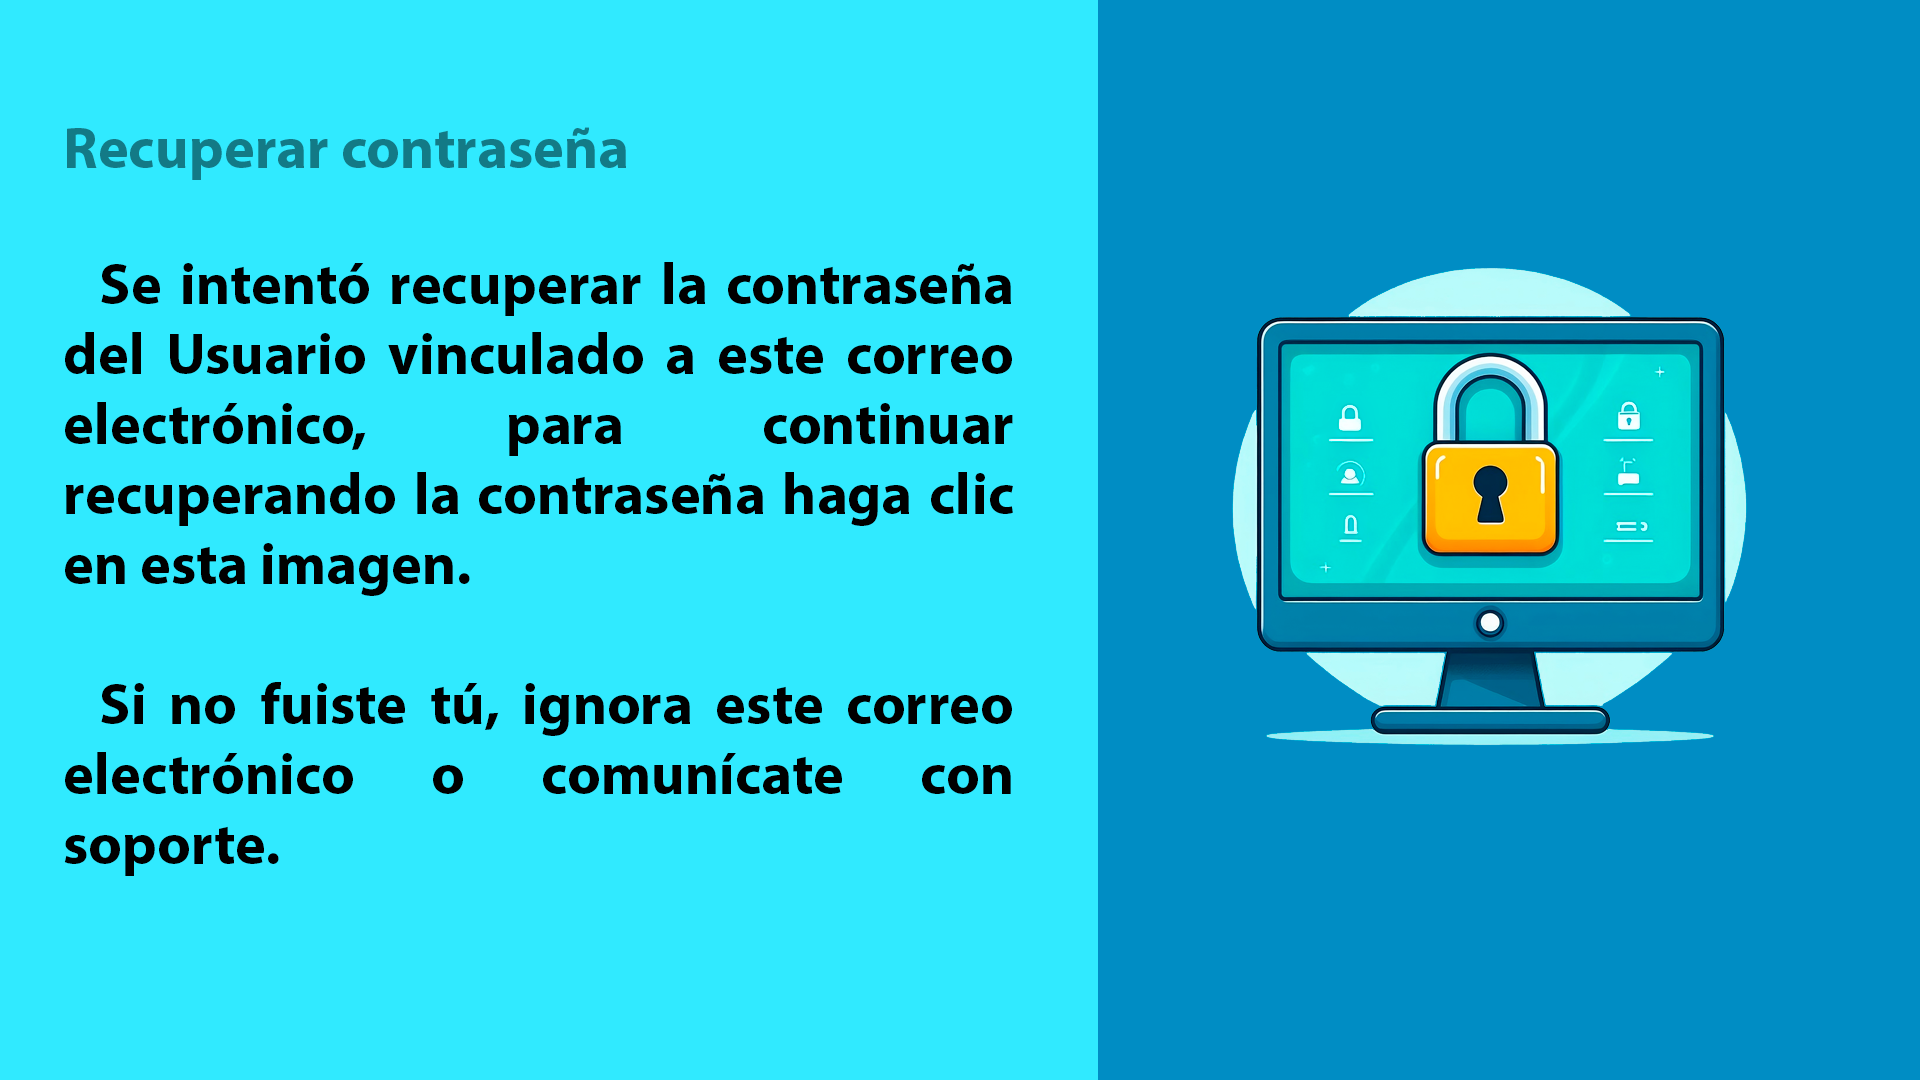 Recuperar contraseña
Se intentó recuperar la contraseña
del Usuario vinculado a este correo
electrónico, para continuar
recuperando la contraseña haga clic
en esta imagen.
Si no fuiste tú, ignora este correo
electrónico o comunícate con
soporte.